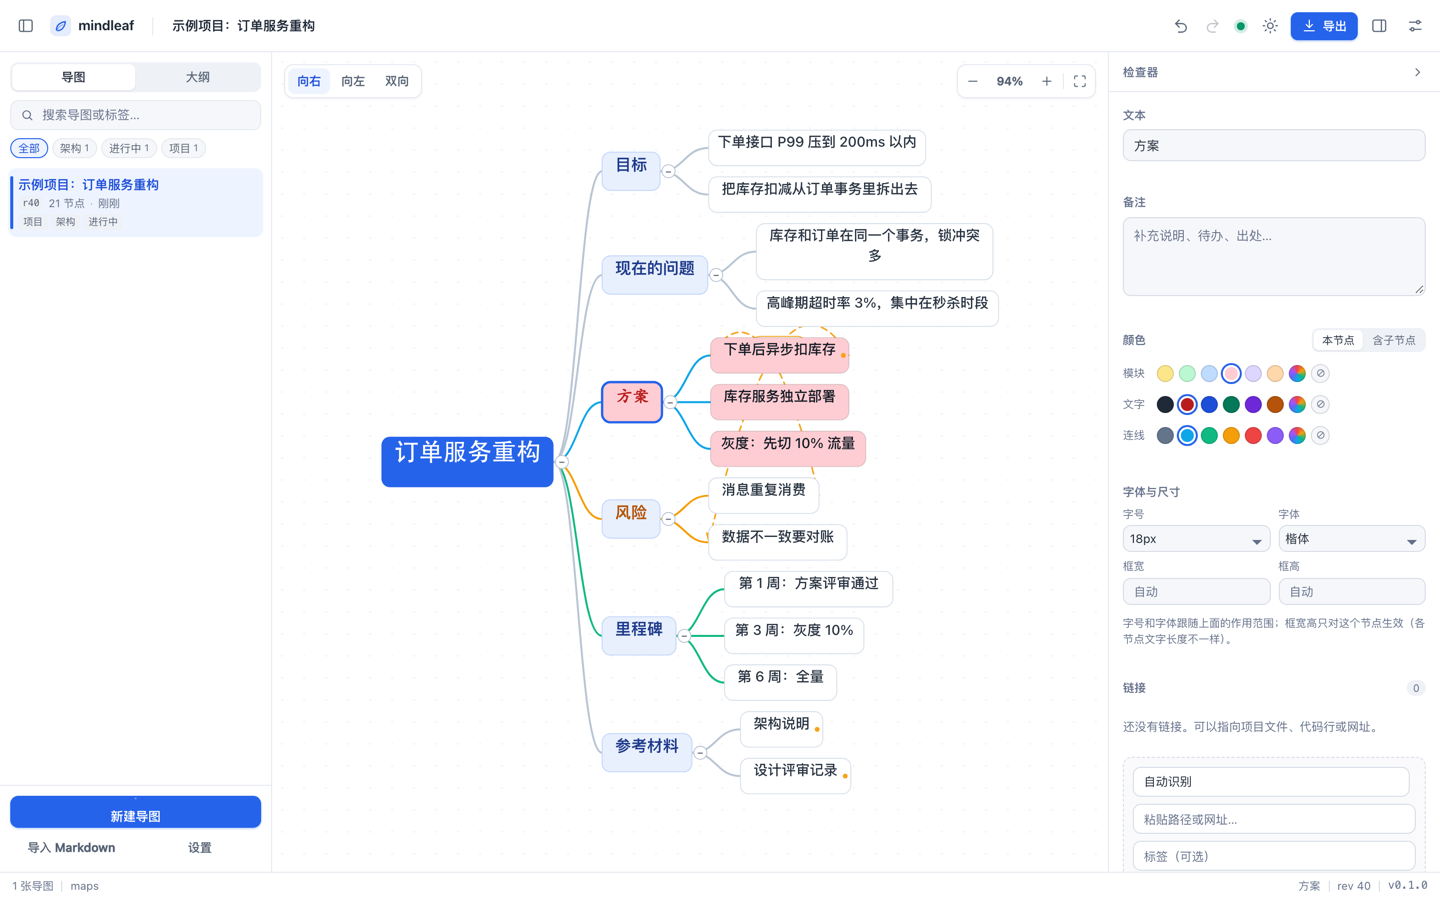 mindleaf
示例项目：订单服务重构
导出
导图
大纲
搜索导图或标签...
全部
架构 1
进行中 1
项目 1
示例项目：订单服务重构
r40 21 节点 · 刚刚
项目 架构 进行中
新建导图
导入 Markdown
设置
1 张导图
maps
向右
向左
双向
94%
订单服务重构
目标
下单接口 P99 压到 200ms 以内
把库存扣减从订单事务里拆出去
现在的问题
库存和订单在同一个事务，锁冲突
多
高峰期超时率 3%，集中在秒杀时段
方案
下单后异步扣库存
库存服务独立部署
灰度：先切 10% 流量
风险
消息重复消费
数据不一致要对账
里程碑
第 1 周：方案评审通过
第 3 周：灰度 10%
第 6 周：全量
参考材料
架构说明
设计评审记录
检查器
文本
方案
备注
补充说明、待办、出处...
颜色
本节点
含子节点
模块
文字
连线
字体与尺寸
字号
字体
18px
楷体
框宽
框高
自动
自动
字号和字体跟随上面的作用范围；框宽高只对这个节点生效（各
节点文字长度不一样）。
链接
0
还没有链接。可以指向项目文件、代码行或网址。
自动识别
粘贴路径或网址...
标签（可选）
方案
rev 40
v0.1.0